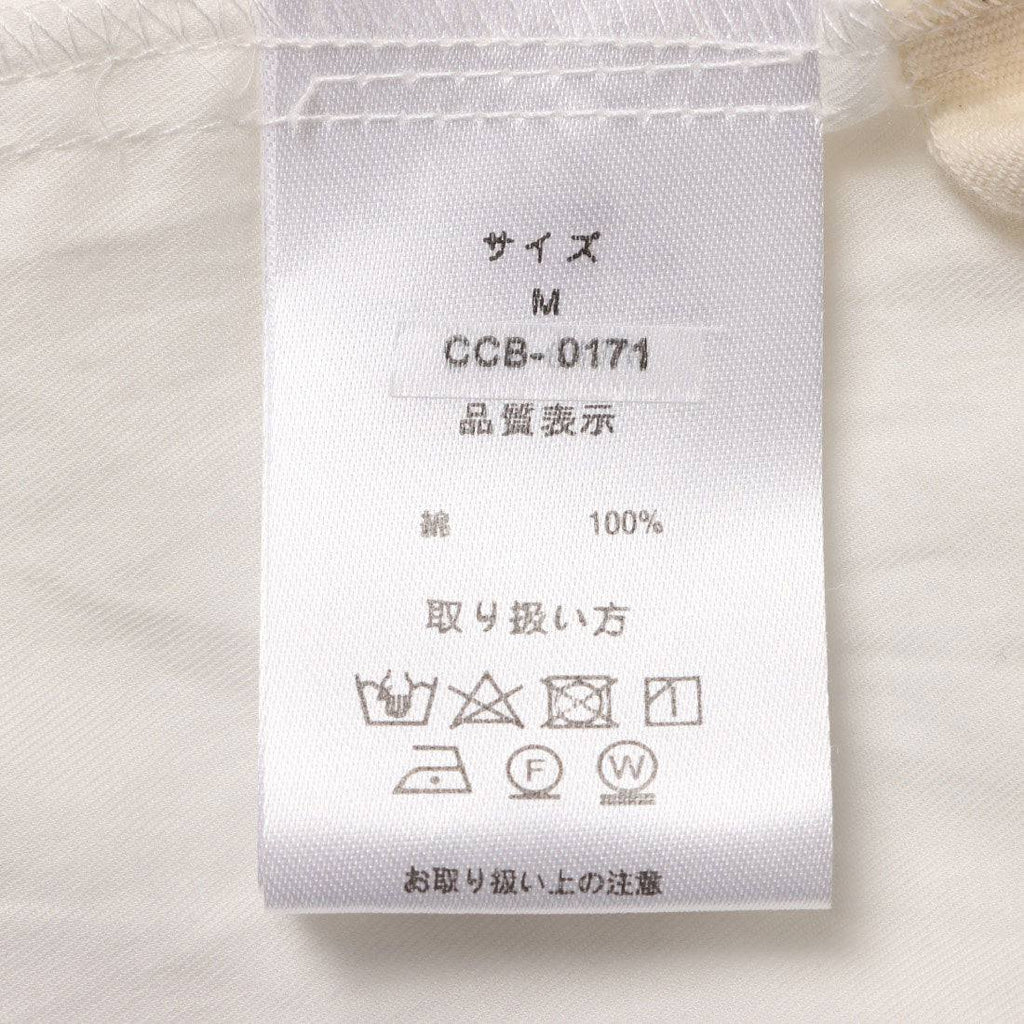 サイズ
M
CCB-0171
品質表示
綿 100%
取り扱い方
F W
お取り扱い上の注意